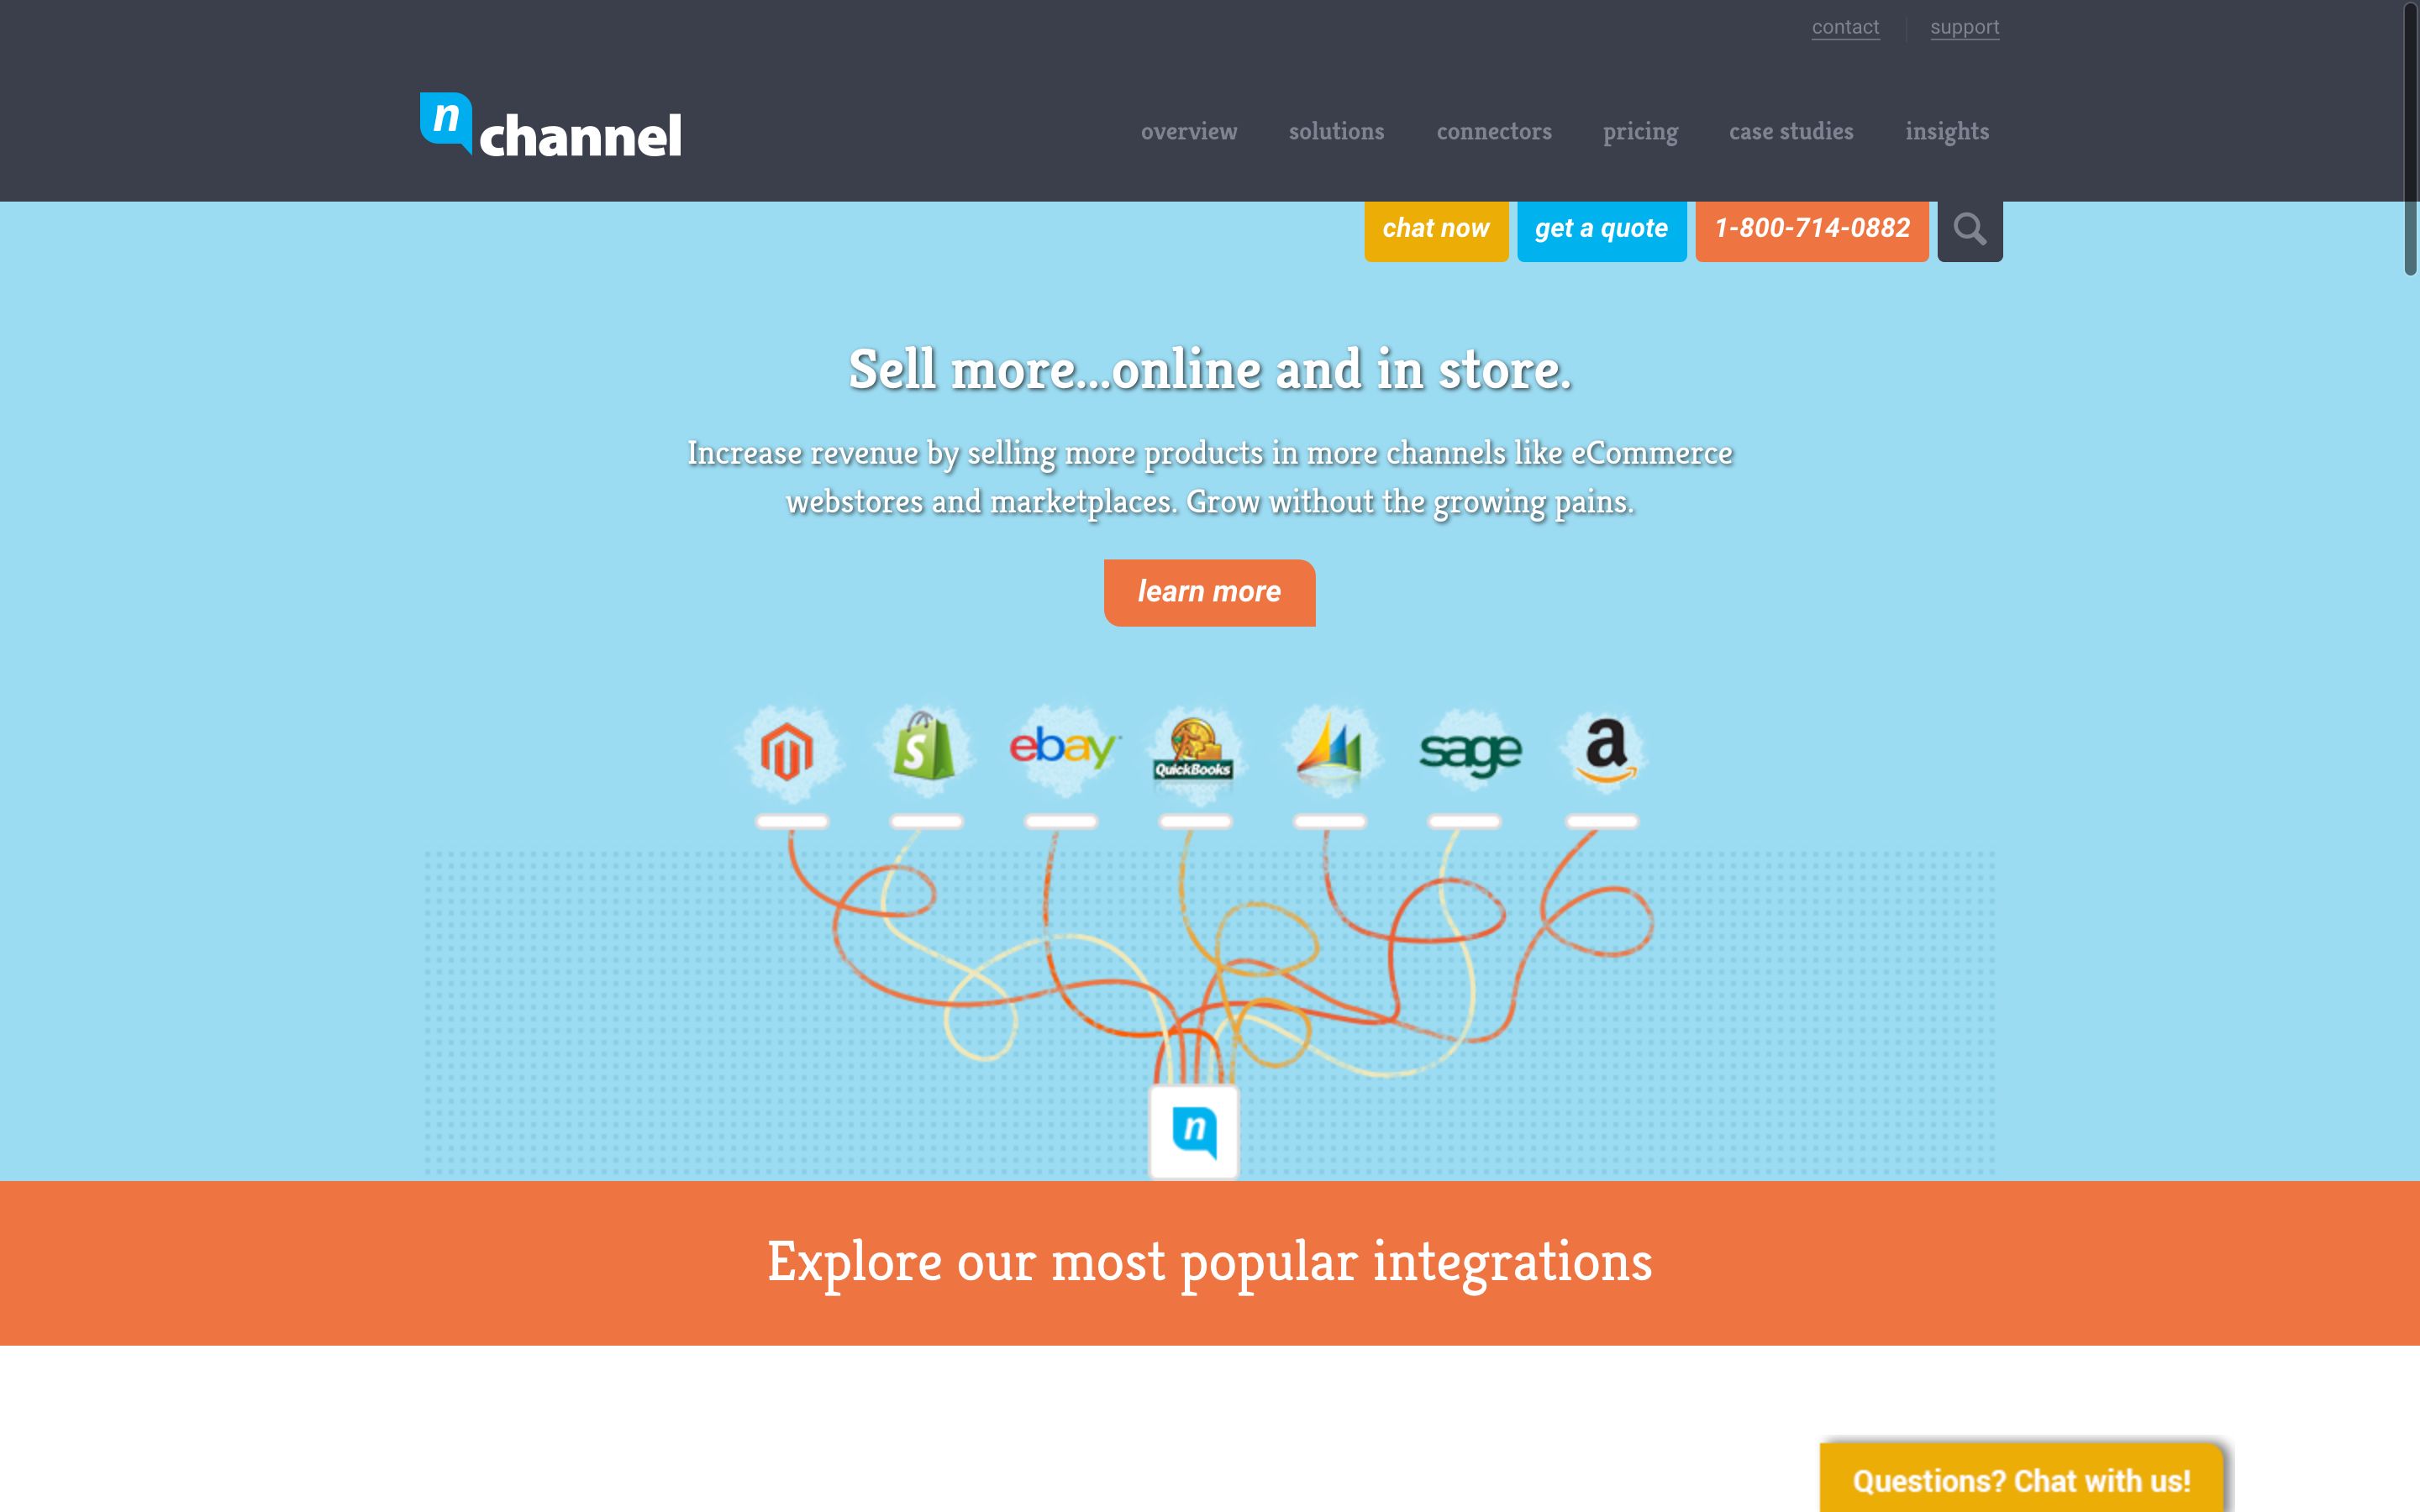 contact support
n channel
overview solutions connectors pricing case studies insights
chat now get a quote 1-800-714-0882
Sell more...online and in store.
Increase revenue by selling more products in more channels like eCommerce
webstores and marketplaces. Grow without the growing pains.
learn more
S ebay QuickBooks sage a
n
Explore our most popular integrations
Questions? Chat with us!